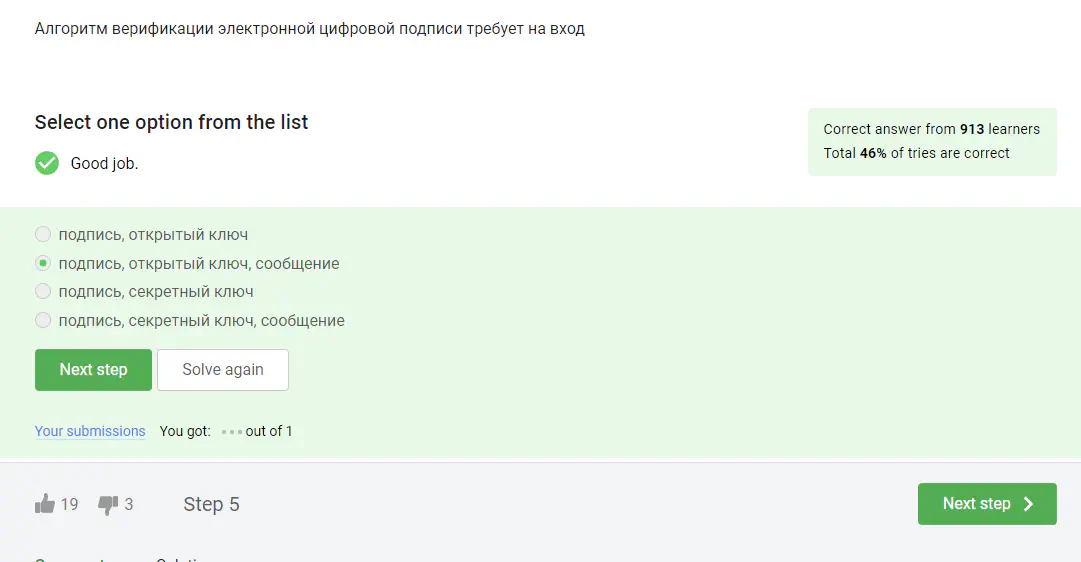 Алгоритм верификации электронной цифровой подписи требует на вход
Select one option from the list
Good job.
Correct answer from 913 learners
Total 46% of tries are correct
подпись, открытый ключ
подпись, открытый ключ, сообщение
подпись, секретный ключ
подпись, секретный ключ, сообщение
Next step Solve again
Your submissions You got: out of 1
19 3 Step 5 Next step